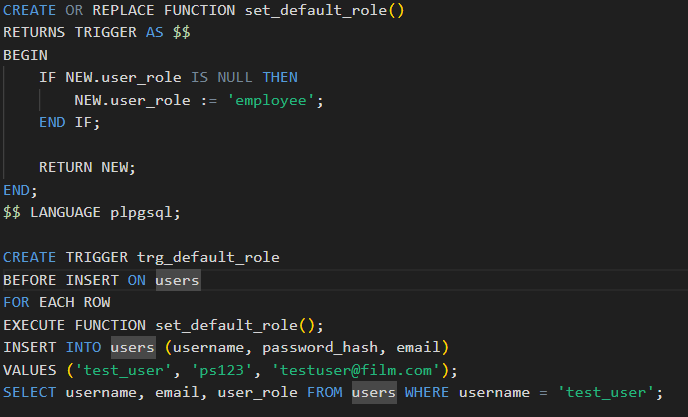 CREATE OR REPLACE FUNCTION set_default_role()
RETURNS TRIGGER AS $$
BEGIN
    IF NEW.user_role IS NULL THEN
        NEW.user_role := 'employee';
    END IF;

    RETURN NEW;
END;
$$ LANGUAGE plpgsql;

CREATE TRIGGER trg_default_role
BEFORE INSERT ON users
FOR EACH ROW
EXECUTE FUNCTION set_default_role();
INSERT INTO users (username, password_hash, email)
VALUES ('test_user', 'ps123', 'testuser@film.com');
SELECT username, email, user_role FROM users WHERE username = 'test_user';